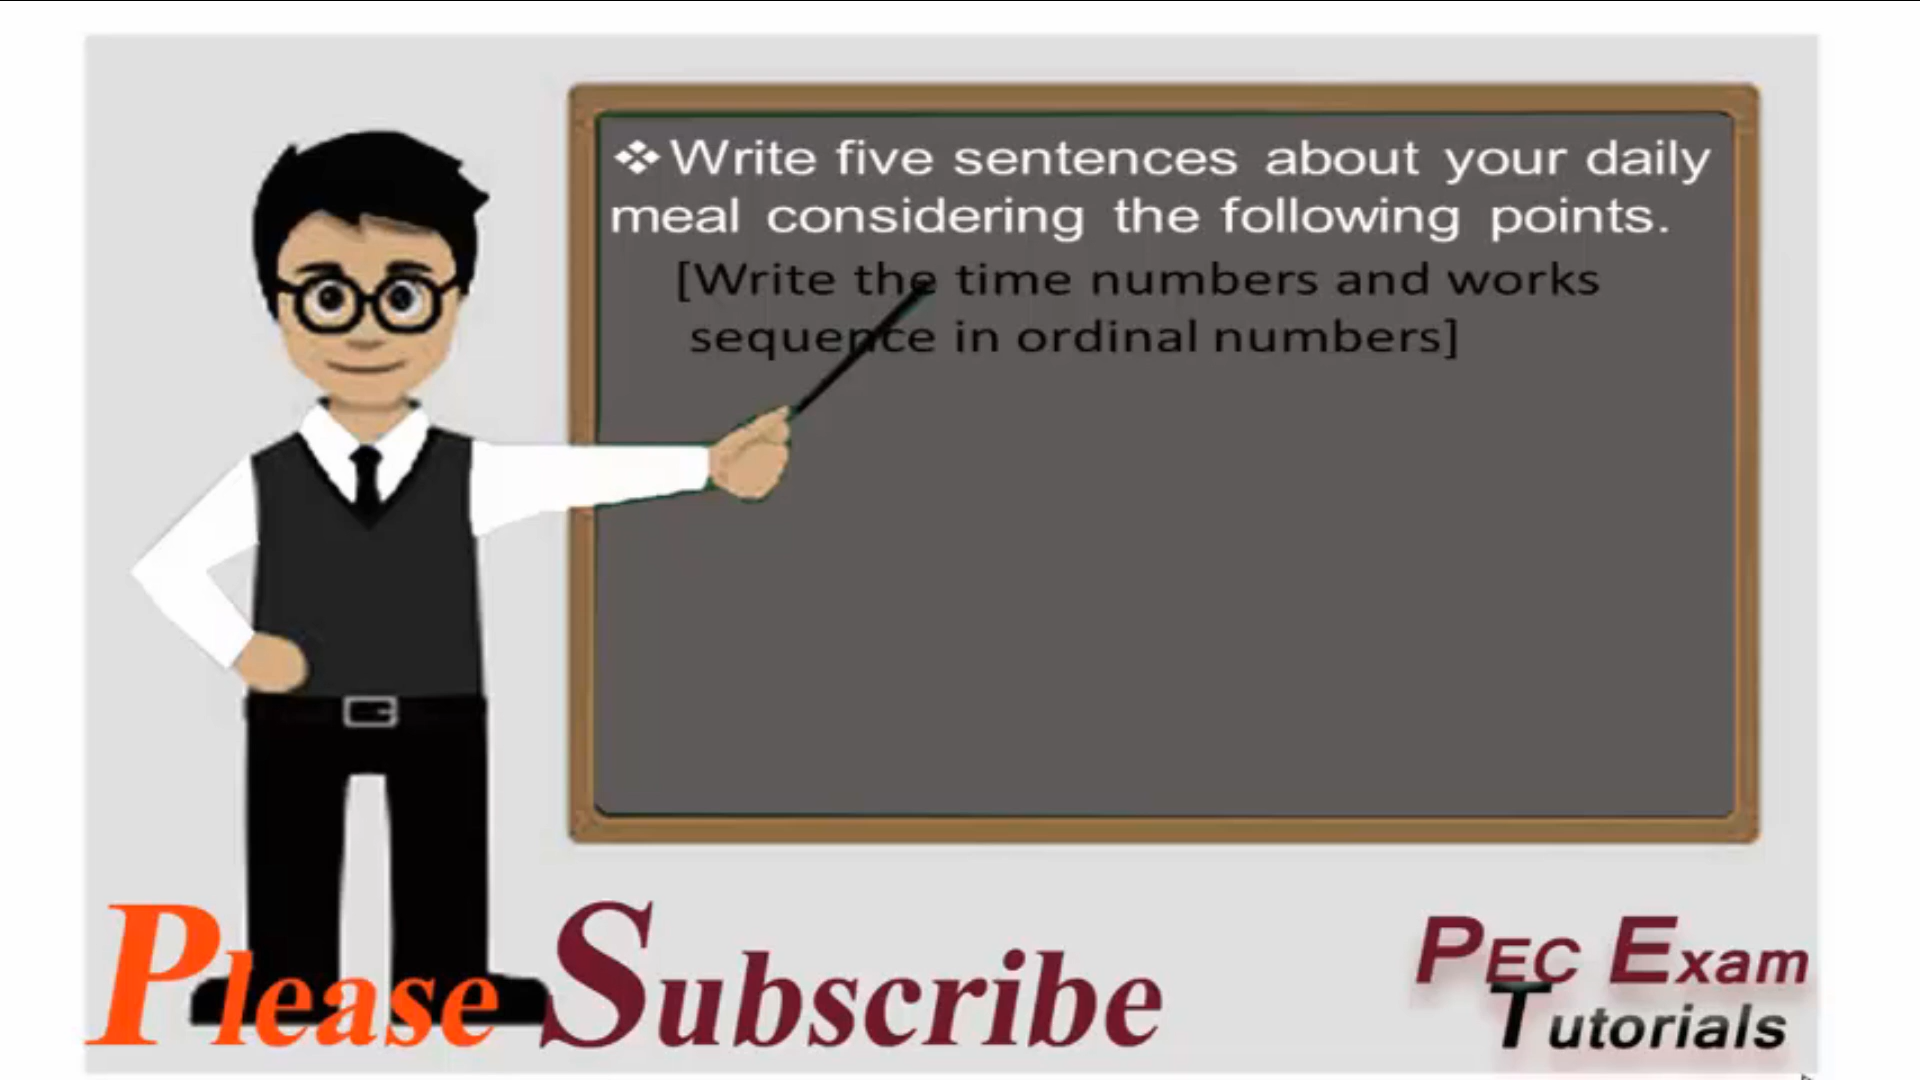 ❖Write five sentences about your daily
meal considering the following points.
[Write the time numbers and works
sequence in ordinal numbers]
Please Subscribe
PEC Exam
Tutorials